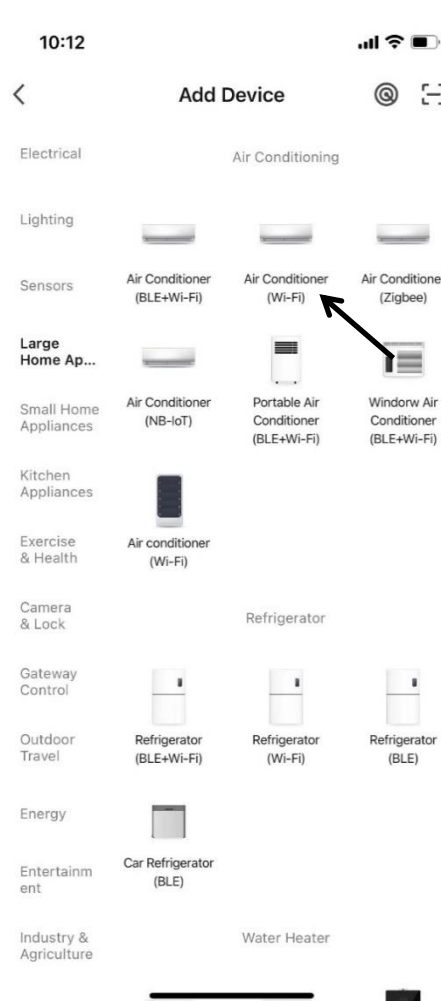 10:12
Add Device
Electrical
Lighting
Sensors
Large
Home Ap...
Small Home
Appliances
Kitchen
Appliances
Exercise
& Health
Camera
& Lock
Gateway
Control
Outdoor
Travel
Energy
Entertainm
ent
Industry &
Agriculture
Air Conditioning
Air Conditioner
(BLE+Wi-Fi)
Air Conditioner
(Wi-Fi)
Air Conditione
(Zigbee)
Air Conditioner
(NB-IoT)
Portable Air
Conditioner
(BLE+Wi-Fi)
Windorw Air
Conditioner
(BLE+Wi-Fi)
Air conditioner
(Wi-Fi)
Refrigerator
Refrigerator
(BLE+Wi-Fi)
Refrigerator
(Wi-Fi)
Refrigerator
(BLE)
Car Refrigerator
(BLE)
Water Heater